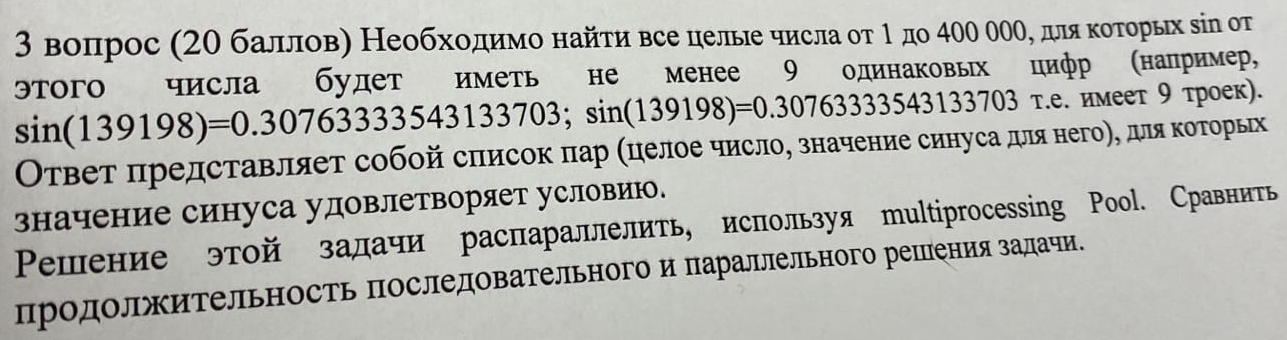 3 вопрос (20 баллов) Необходимо найти все целые числа от 1 до 400 000, для которых sin от
этого числа будет иметь не менее 9 одинаковых цифр (например,
sin(139198)=0.30763333543133703; sin(139198)=0.30763333543133703 т.е. имеет 9 троек).
Ответ представляет собой список пар (целое число, значение синуса для него), для которых
значение синуса удовлетворяет условию.
Решение этой задачи распараллелить, используя multiprocessing Pool. Сравнить
продолжительность последовательного и параллельного решения задачи.